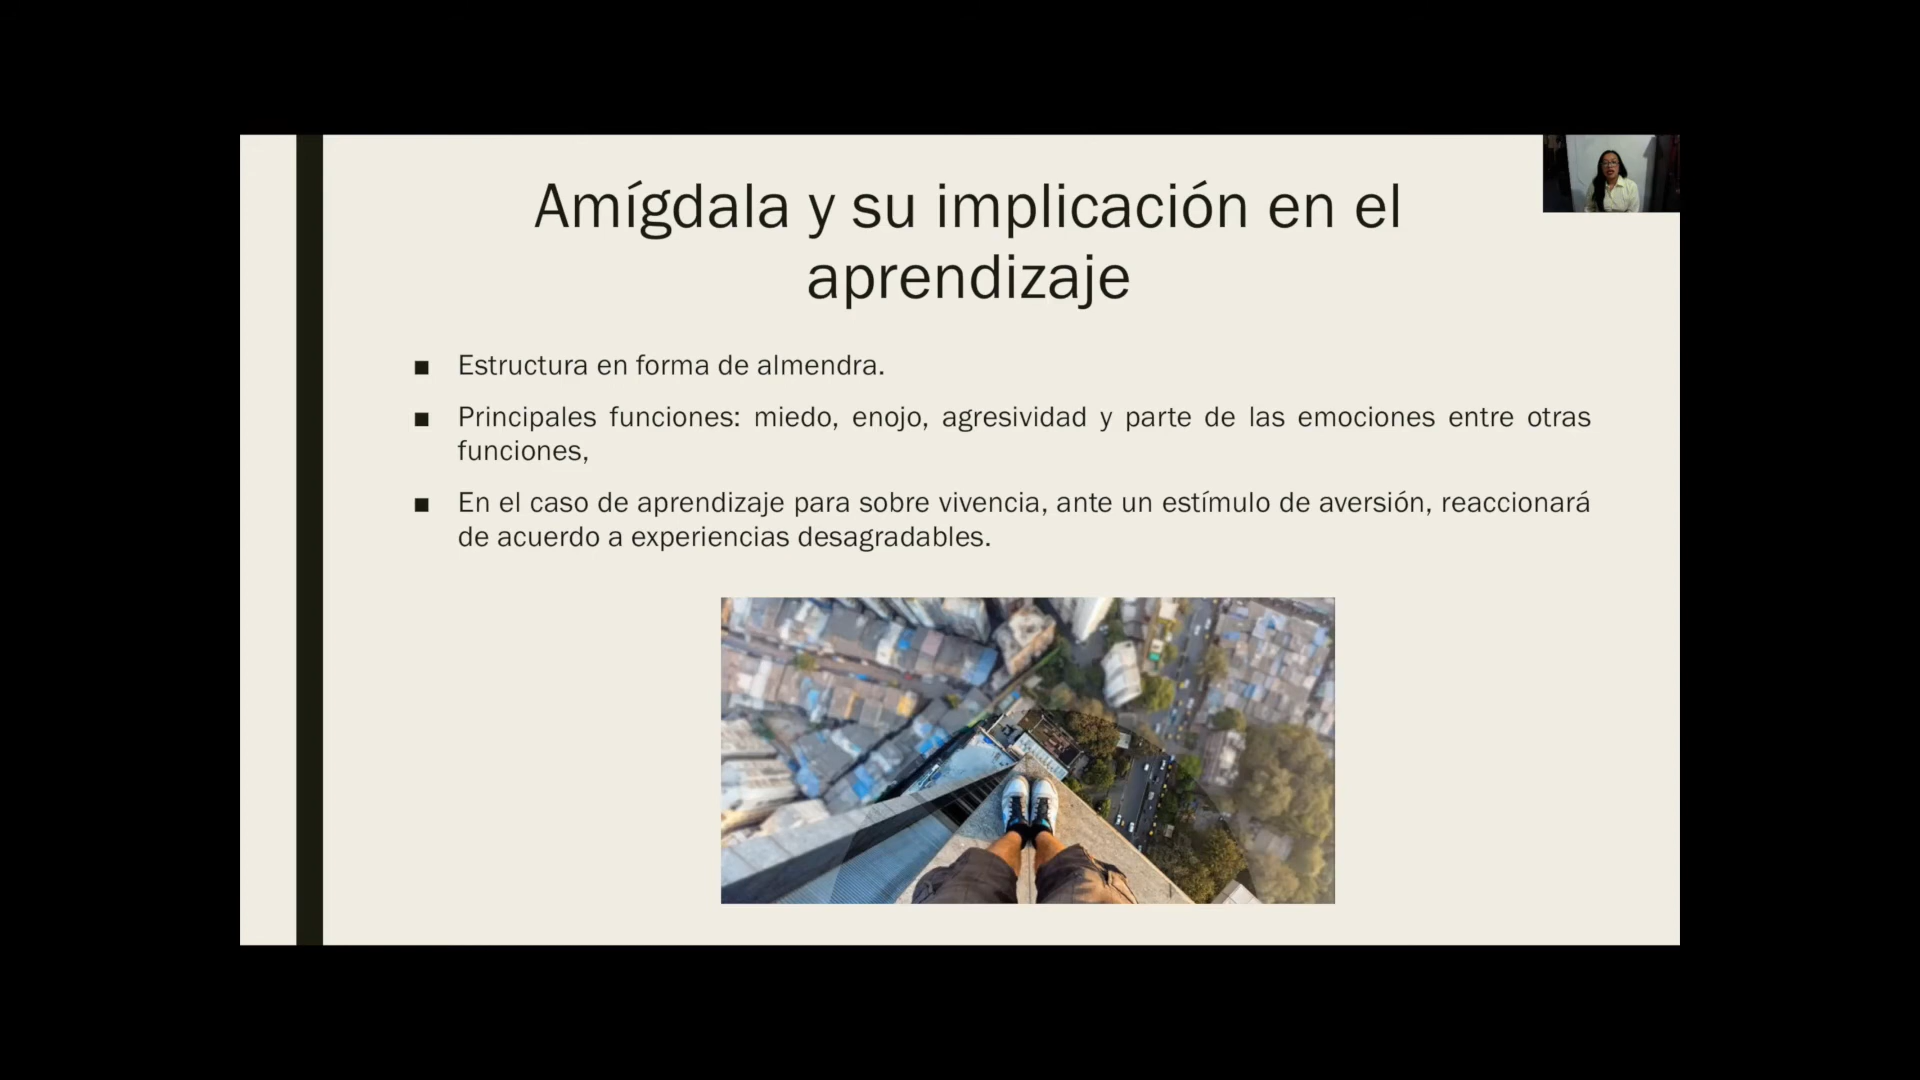 Amígdala y su implicación en el
aprendizaje
■ Estructura en forma de almendra.
■ Principales funciones: miedo, enojo, agresividad y parte de las emociones entre otras
funciones,
■ En el caso de aprendizaje para sobre vivencia, ante un estímulo de aversión, reaccionará
de acuerdo a experiencias desagradables.